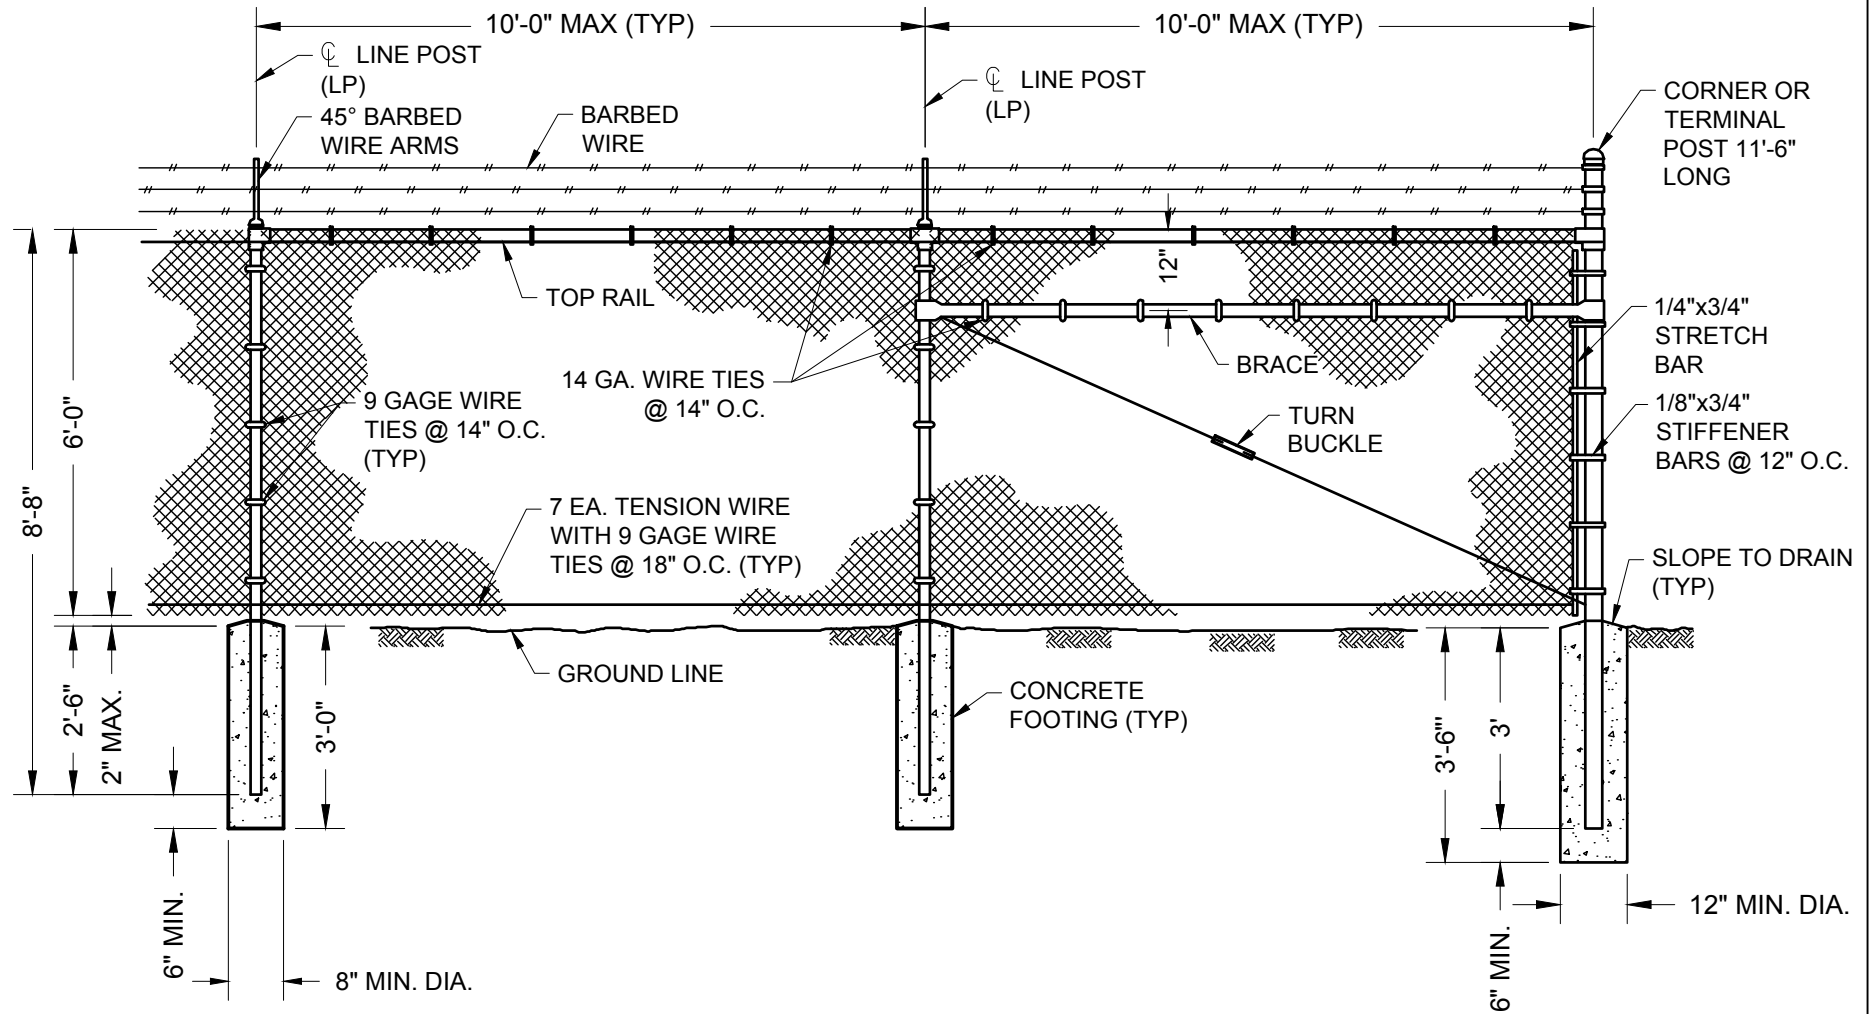 10'-0" MAX (TYP)
10'-0" MAX (TYP)
℄ LINE POST
(LP)
℄ LINE POST
(LP)
45° BARBED
WIRE ARMS
BARBED
WIRE
CORNER OR
TERMINAL
POST 11'-6"
LONG
12"
TOP RAIL
BRACE
14 GA. WIRE TIES
@ 14" O.C.
1/4"x3/4"
STRETCH
BAR
9 GAGE WIRE
TIES @ 14" O.C.
(TYP)
TURN
BUCKLE
1/8"x3/4"
STIFFENER
BARS @ 12" O.C.
6'-0"
8'-8"
7 EA. TENSION WIRE
WITH 9 GAGE WIRE
TIES @ 18" O.C. (TYP)
SLOPE TO DRAIN
(TYP)
GROUND LINE
CONCRETE
FOOTING (TYP)
2'-6"
2" MAX.
3'-0"
3'-6"'
3'
6" MIN.
8" MIN. DIA.
6" MIN.
12" MIN. DIA.